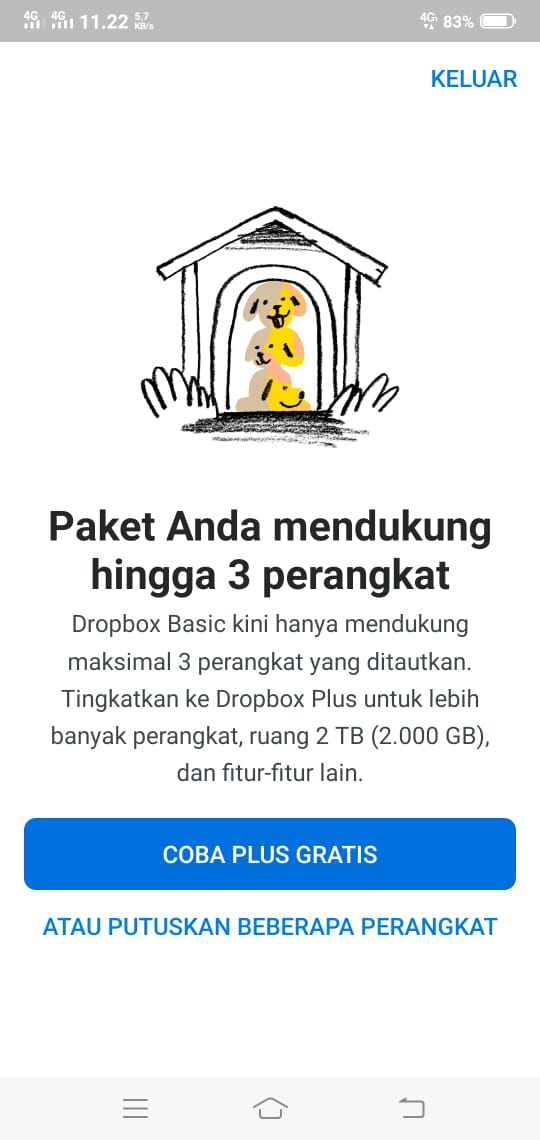 4G 4G 11.22 5,7 KB/s 4G 83%
KELUAR
Paket Anda mendukung
hingga 3 perangkat
Dropbox Basic kini hanya mendukung
maksimal 3 perangkat yang ditautkan.
Tingkatkan ke Dropbox Plus untuk lebih
banyak perangkat, ruang 2 TB (2.000 GB),
dan fitur-fitur lain.
COBA PLUS GRATIS
ATAU PUTUSKAN BEBERAPA PERANGKAT